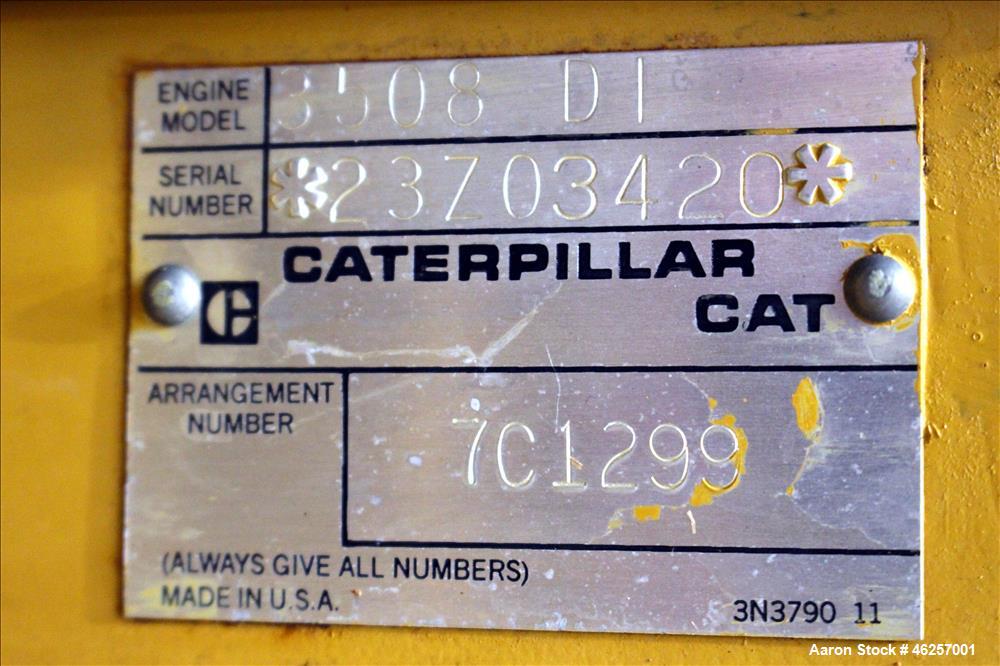 ENGINE MODEL 3508 DI
SERIAL NUMBER *23Z03420*
CATERPILLAR
C CAT
ARRANGEMENT NUMBER 7C1299
(ALWAYS GIVE ALL NUMBERS)
MADE IN U.S.A.
3N3790 11
Aaron Stock # 46257001